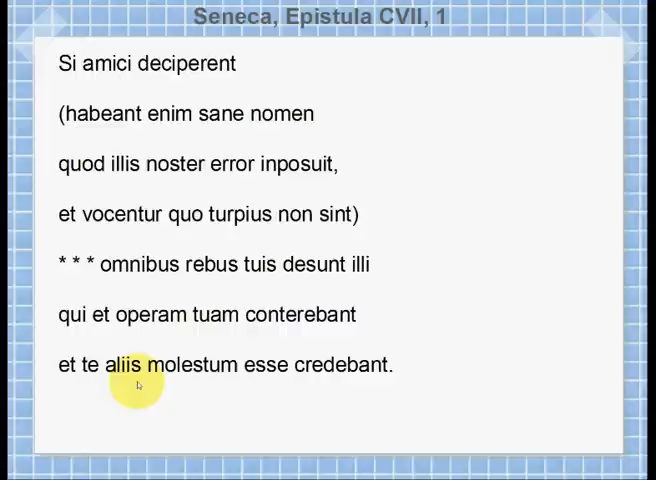 Seneca, Epistula CVII, 1
Si amici deciperent
(habeant enim sane nomen
quod illis noster error inposuit,
et vocentur quo turpius non sint)
* * * omnibus rebus tuis desunt illi
qui et operam tuam conterebant
et te aliis molestum esse credebant.